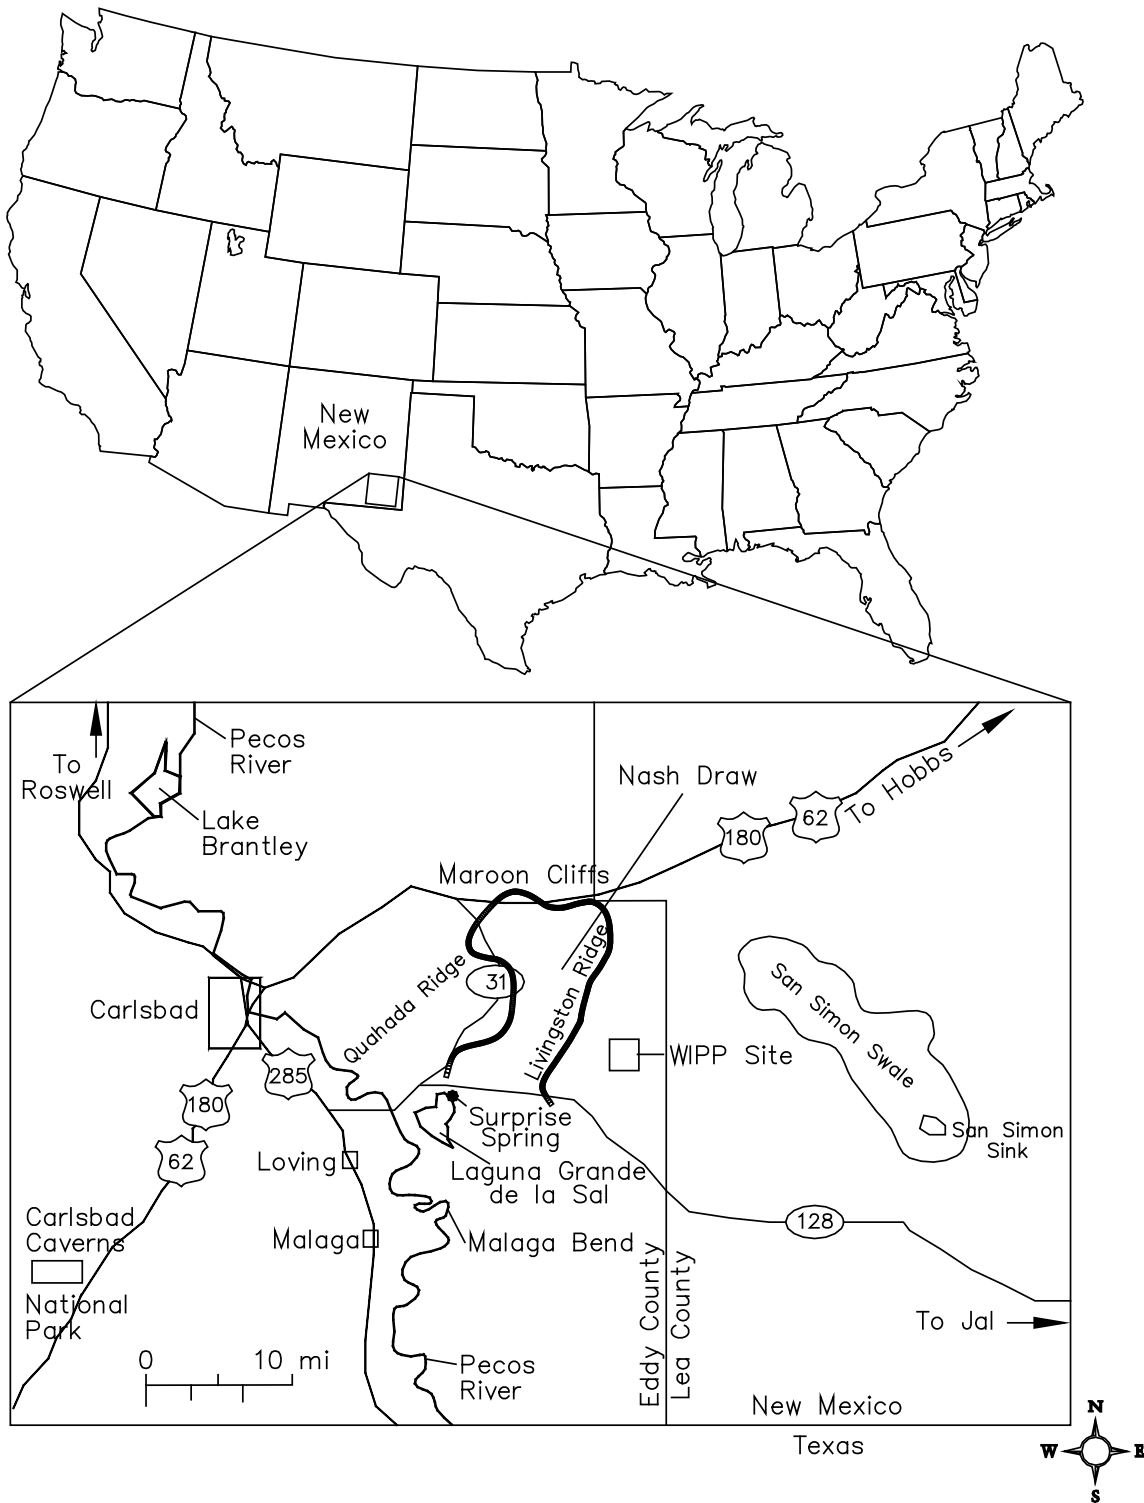 New
Mexico
Pecos
River
To
Roswell
Nash Draw
To Hobbs
Lake
Brantley
62
180
Maroon Cliffs
Quahada Ridge
31
Livingston Ridge
San Simon Swale
Carlsbad
WIPP Site
285
180
Surprise
Spring
San Simon
Sink
62
Loving
Laguna Grande
de la Sal
Carlsbad
Caverns
128
Malaga
Malaga Bend
National
Park
Eddy County
Lea County
To Jal
0 10 mi
Pecos
River
New Mexico
Texas
N
W
E
S